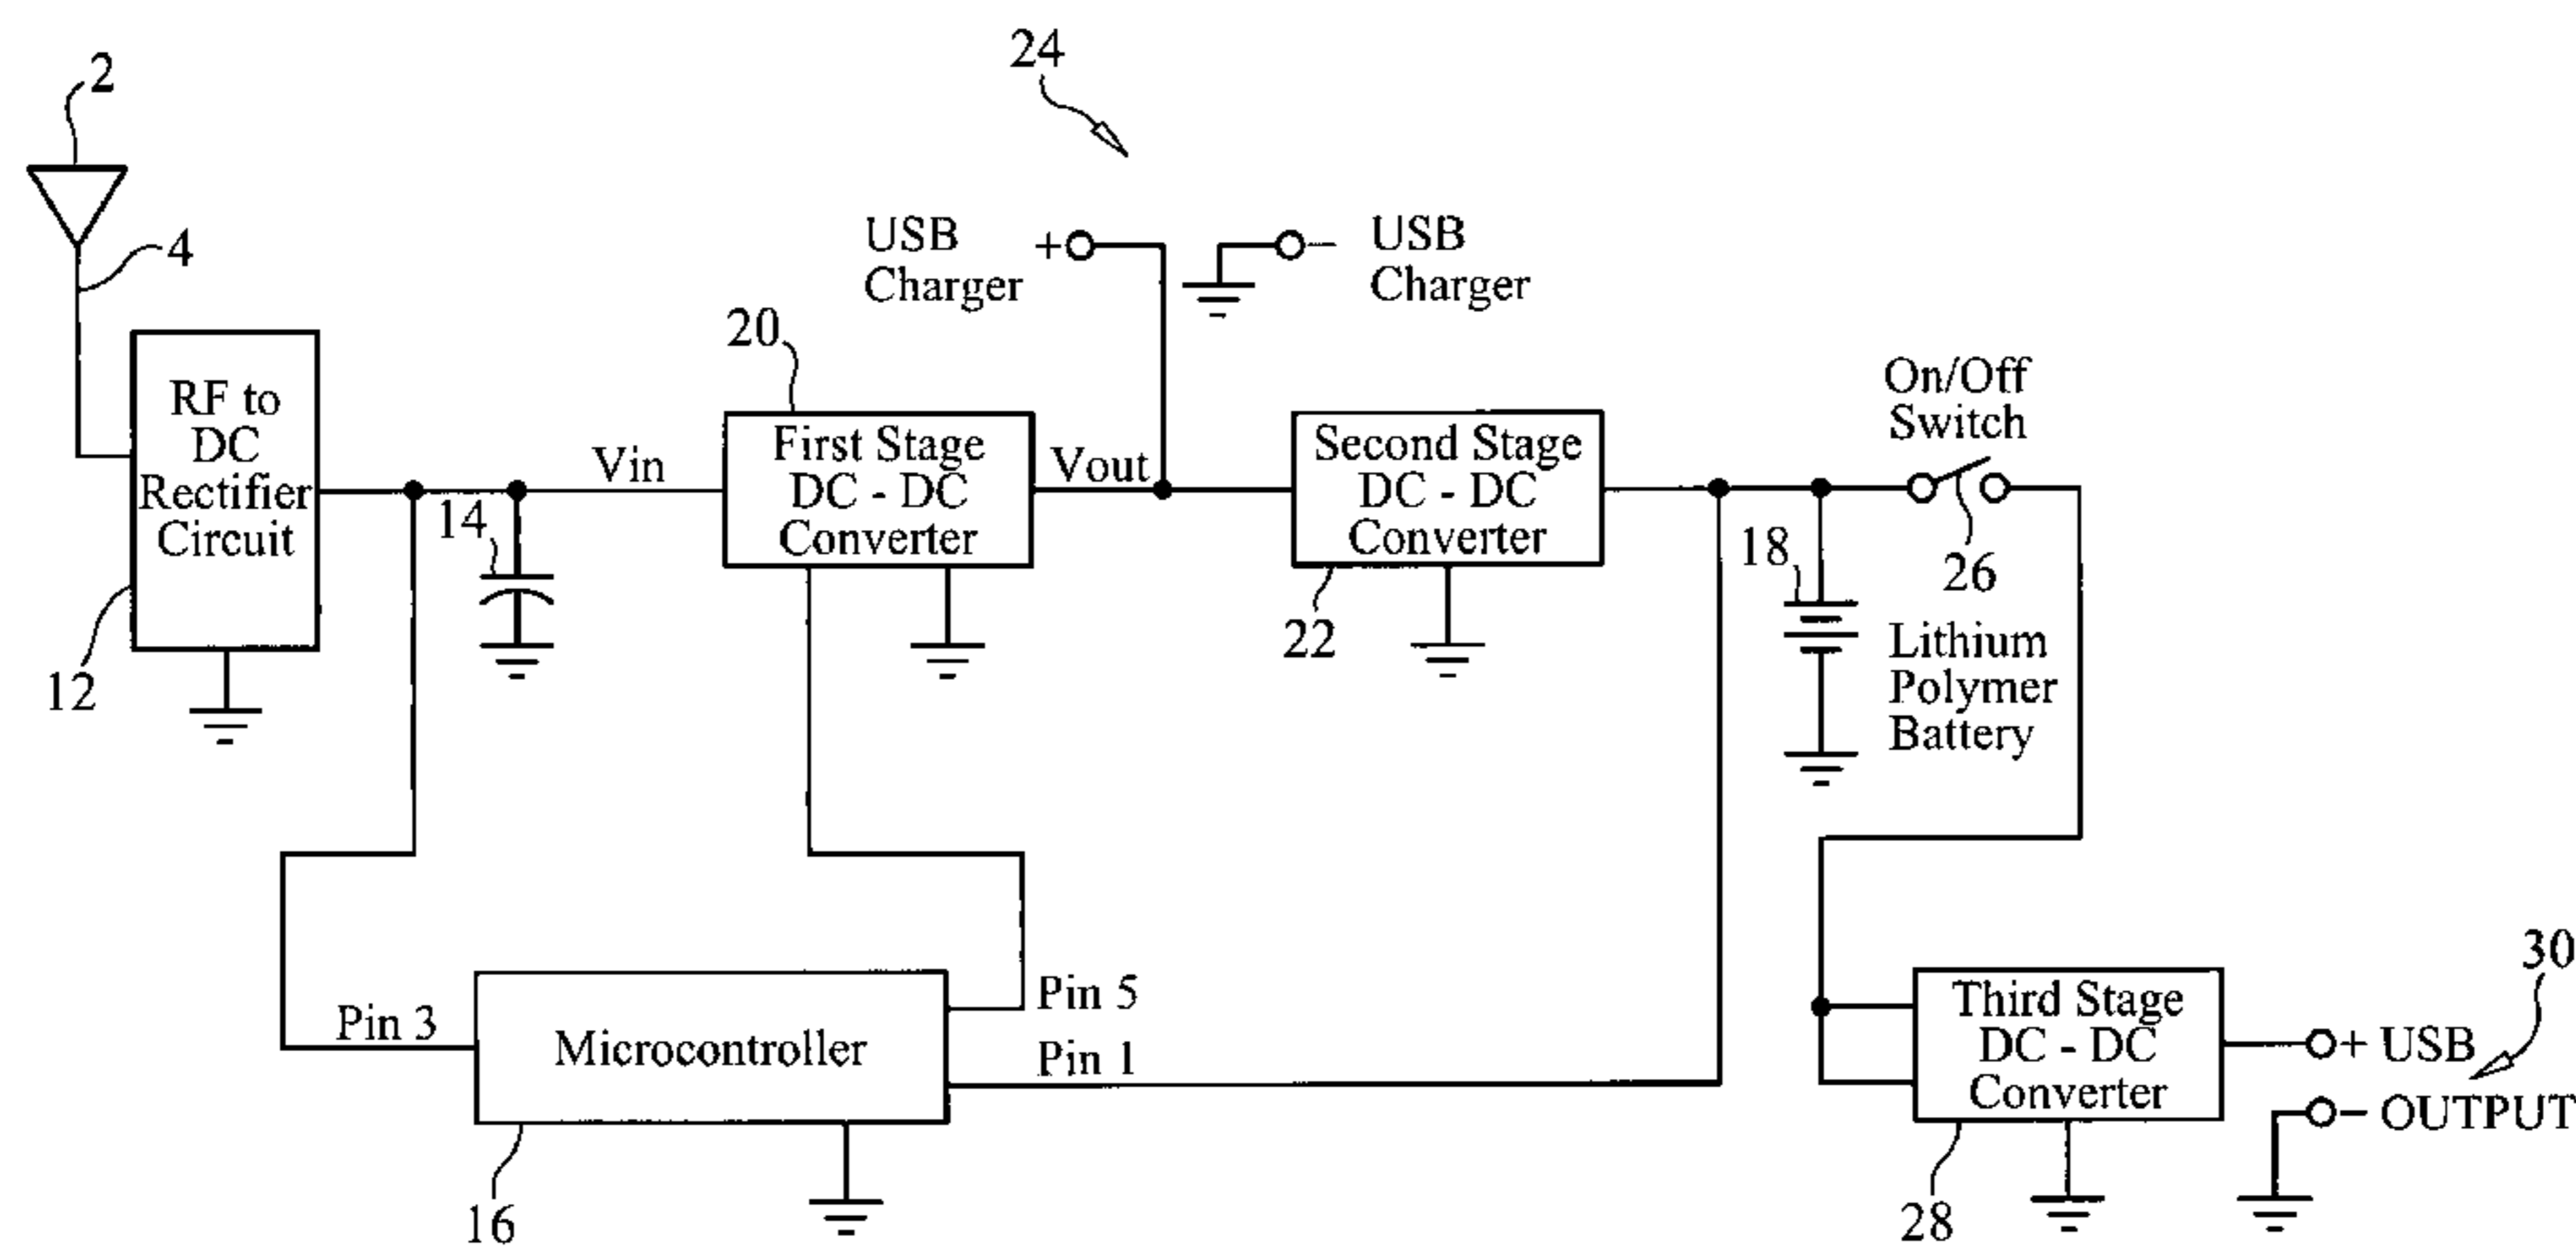 24
2
4
USB
Charger
+
−
USB
Charger
20
RF to
DC
Rectifier
Circuit
12
14
Vin
First Stage
DC - DC
Converter
Vout
Second Stage
DC - DC
Converter
22
On/Off
Switch
26
18
Lithium
Polymer
Battery
Pin 3
Microcontroller
Pin 5
Pin 1
16
Third Stage
DC - DC
Converter
28
30
+ USB
− OUTPUT